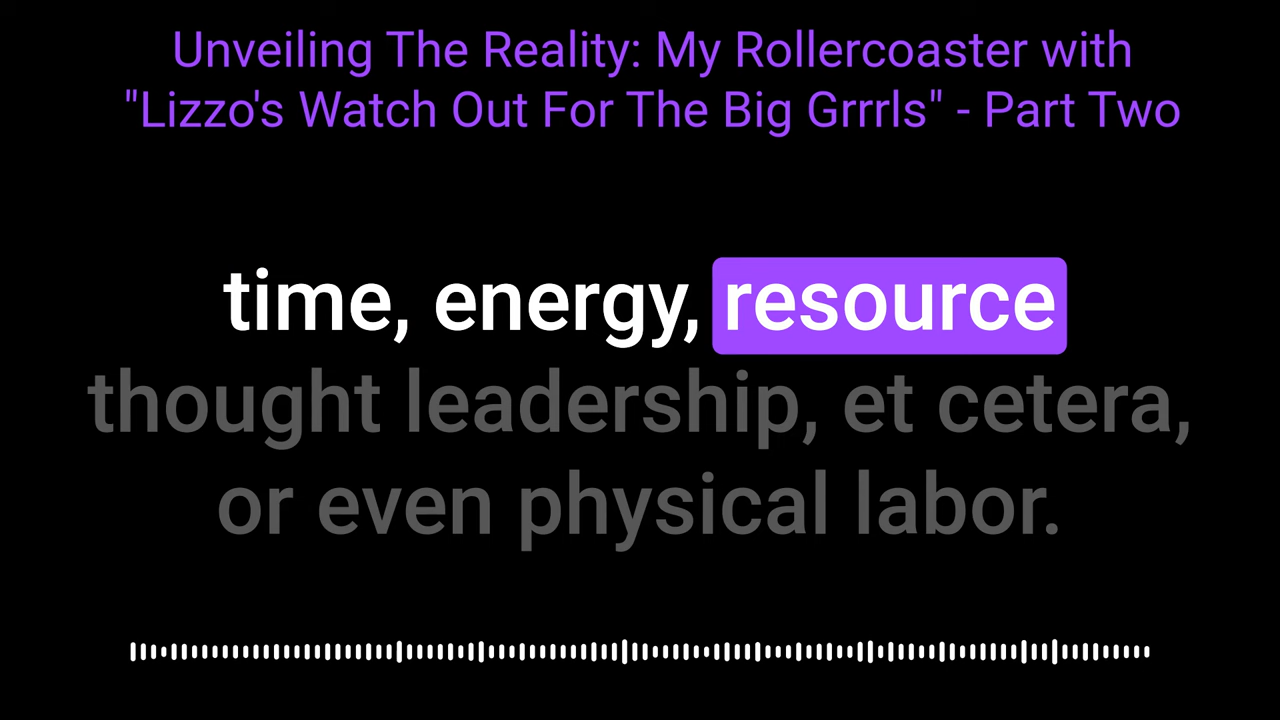 Unveiling The Reality: My Rollercoaster with
"Lizzo's Watch Out For The Big Grrrls" - Part Two
time, energy, resource
thought leadership, et cetera,
or even physical labor.